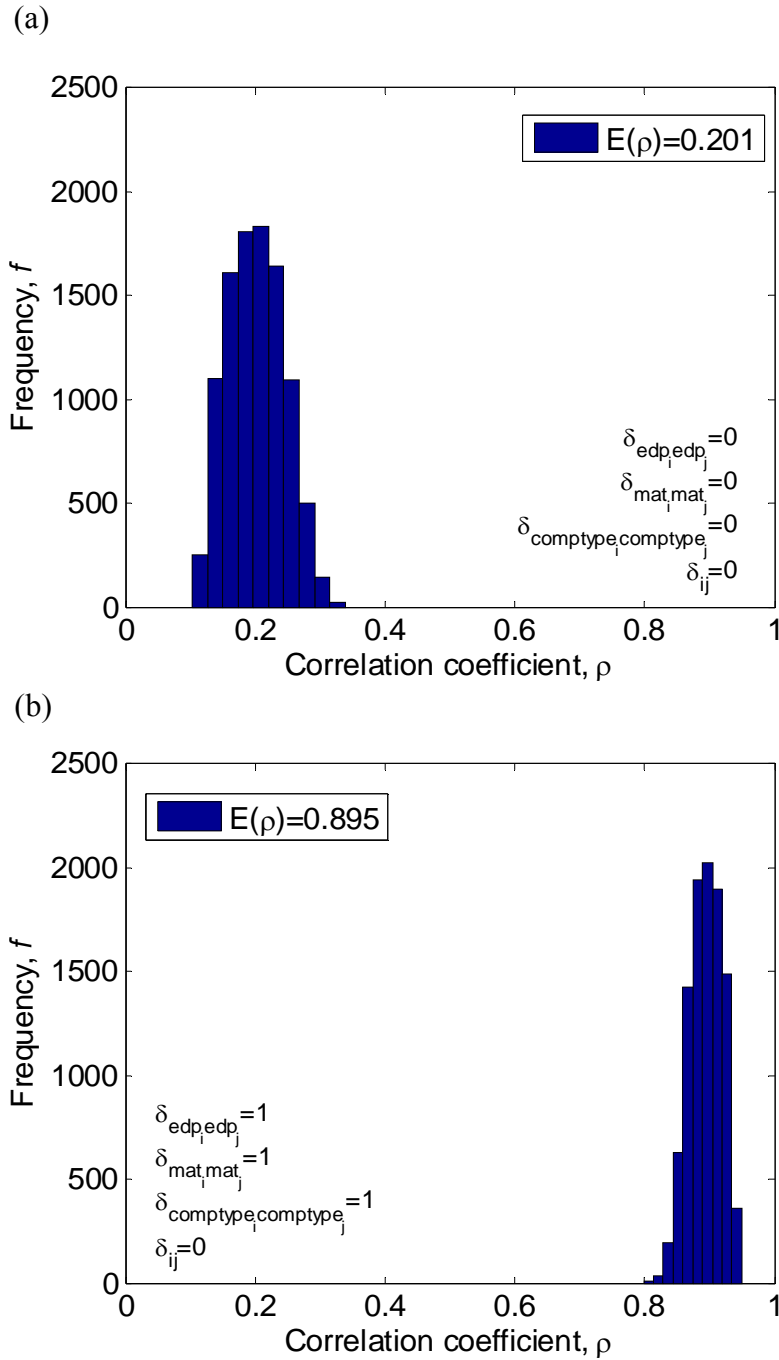 (a)
2500
2000
1500
1000
500
0
Frequency, f
E(ρ)=0.201
δedpiedpj=0
δmatimatj=0
δcomptypeicomptypej=0
δij=0
0 0.2 0.4 0.6 0.8 1
Correlation coefficient, ρ
(b)
2500
2000
1500
1000
500
0
Frequency, f
E(ρ)=0.895
δedpiedpj=1
δmatimatj=1
δcomptypeicomptypej=1
δij=0
0 0.2 0.4 0.6 0.8 1
Correlation coefficient, ρ